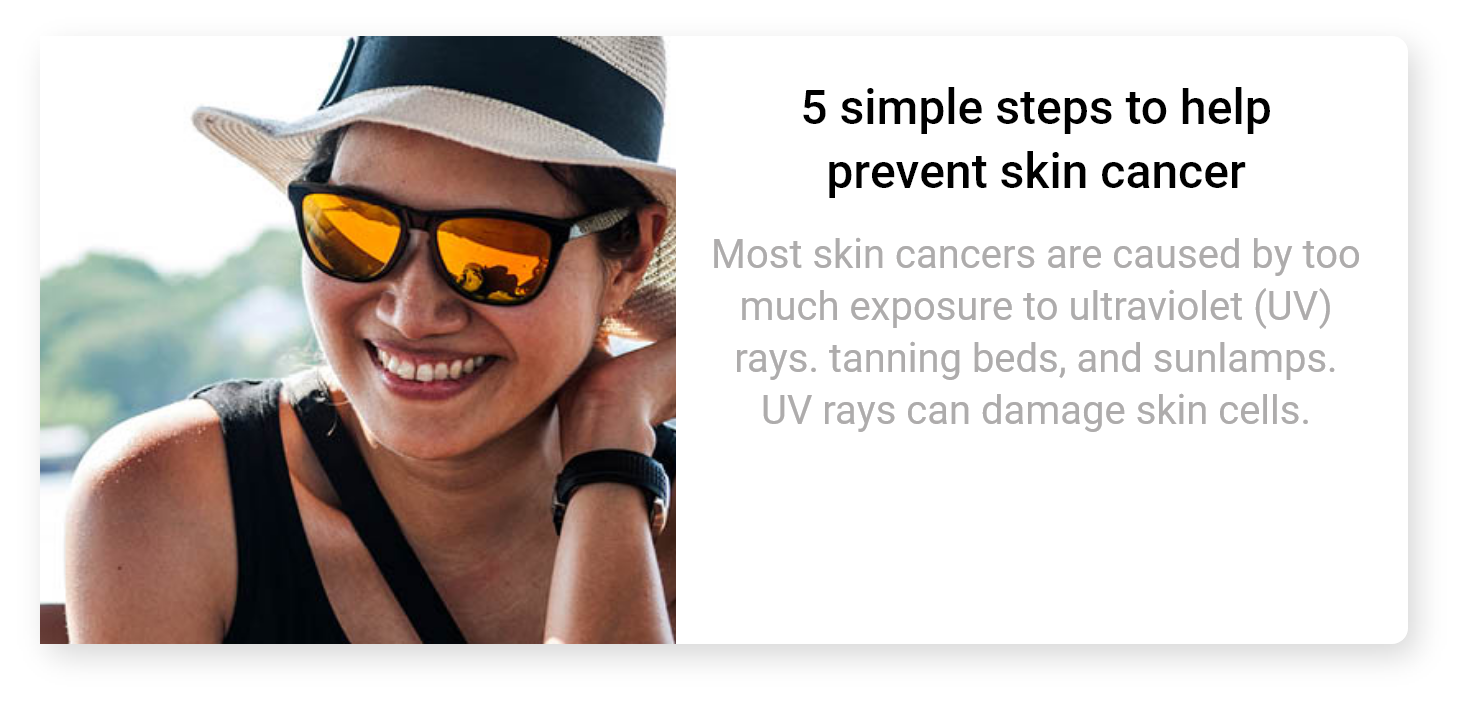 5 simple steps to help
prevent skin cancer
Most skin cancers are caused by too
much exposure to ultraviolet (UV)
rays. tanning beds, and sunlamps.
UV rays can damage skin cells.